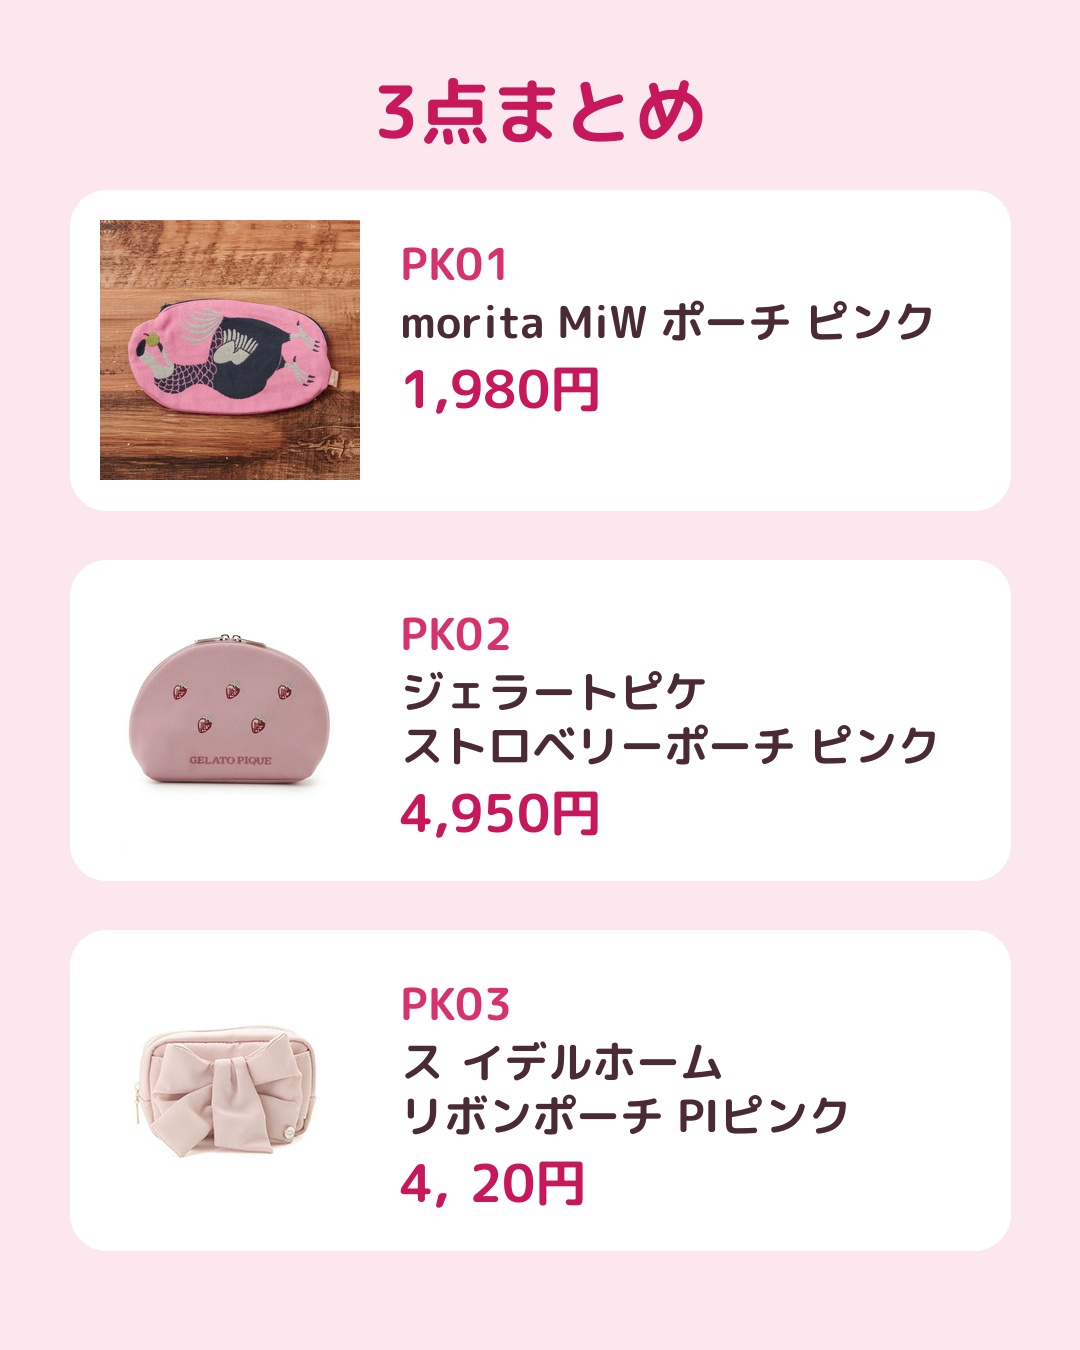 3点まとめ
PK01
morita MiW ポーチ ピンク
1,980円
GELATO PIQUE
PK02
ジェラートピケ
ストロベリーポーチ ピンク
4,950円
PK03
ス イデルホーム
リボンポーチ PIピンク
4, 20円